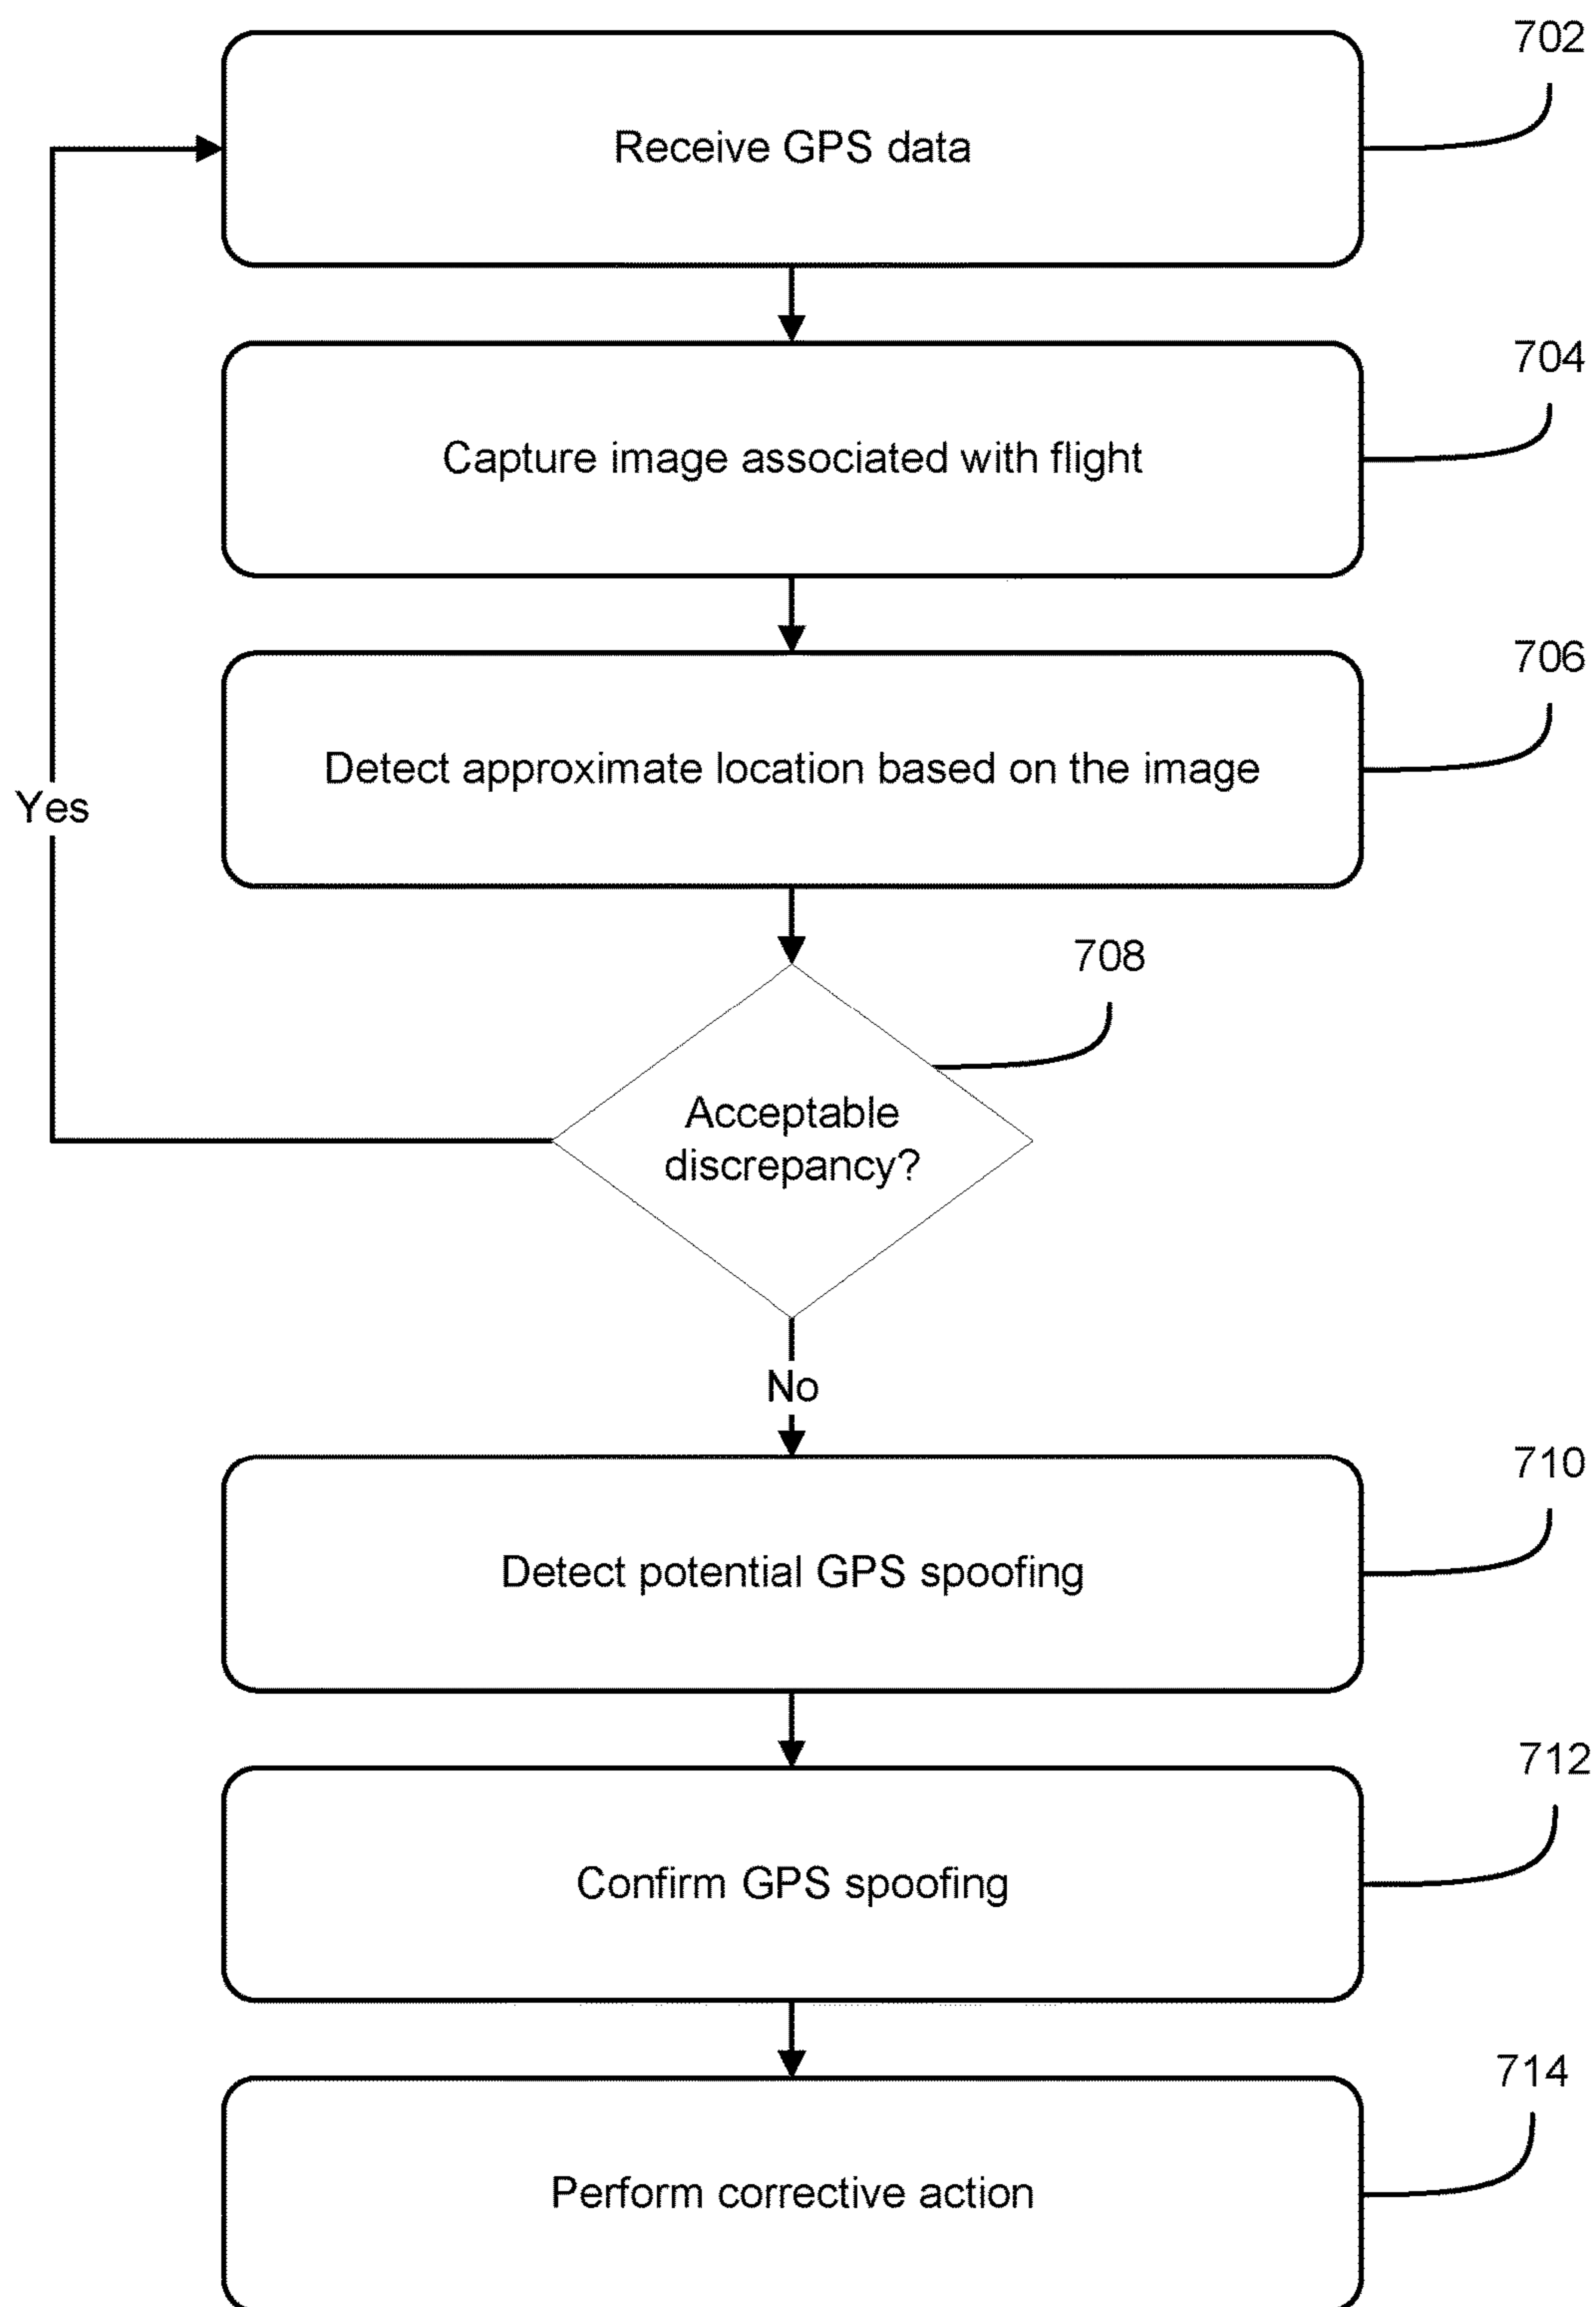 702
Receive GPS data
704
Capture image associated with flight
706
Detect approximate location based on the image
Yes
708
Acceptable
discrepancy?
No
710
Detect potential GPS spoofing
712
Confirm GPS spoofing
714
Perform corrective action